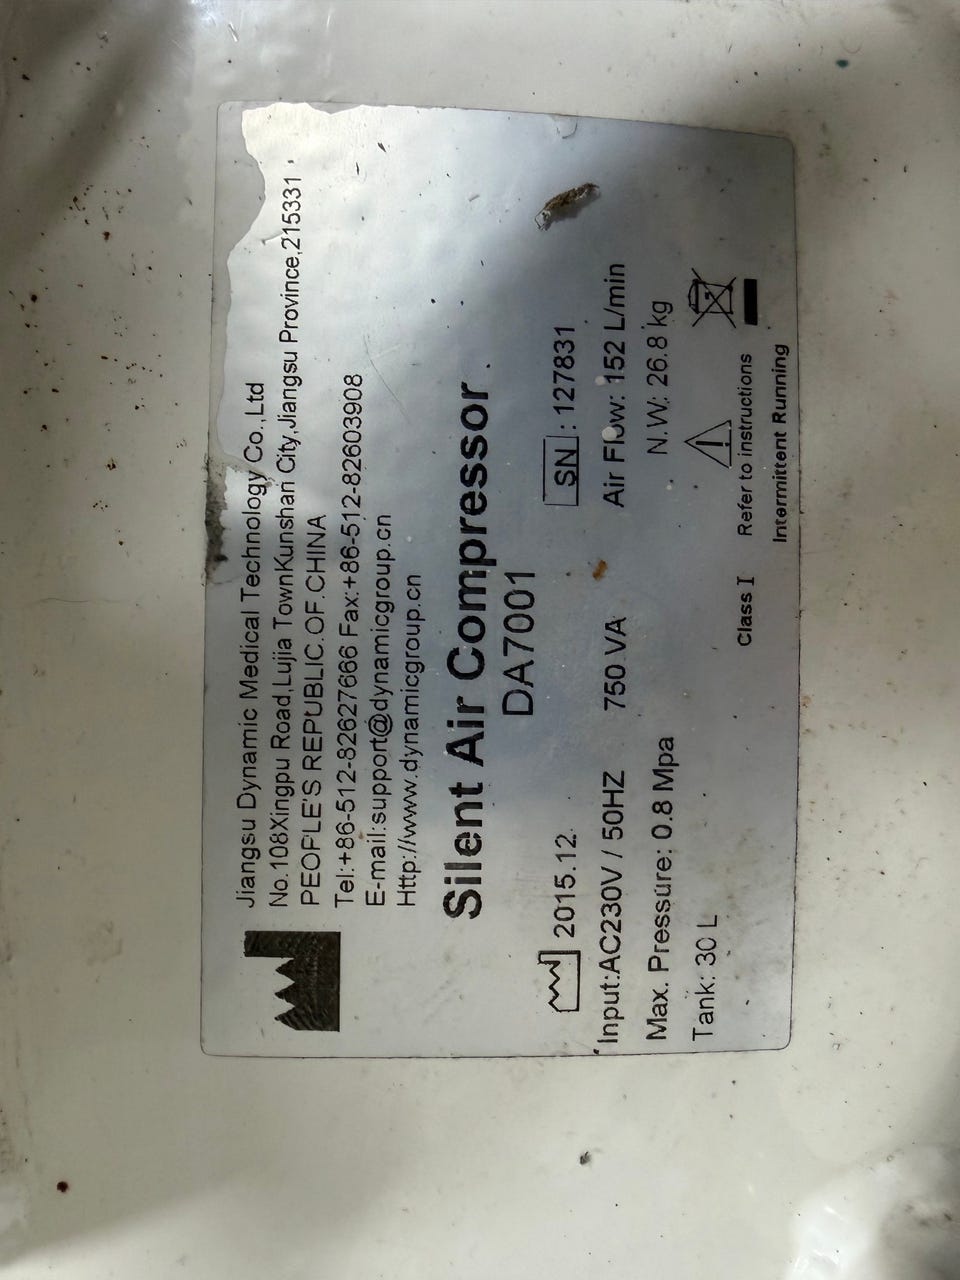 Jiangsu Dynamic Medical Technology Co.,Ltd
No.108Xingpu Road,Lujia TownKunshan City,Jiangsu Province,215331
PEOPLE'S REPUBLIC.OF.CHINA
Tel:+86-512-82627666 Fax:+86-512-82603908
E-mail:support@dynamicgroup.cn
Http://www.dynamicgroup.cn
Silent Air Compressor
DA7001
2015.12 SN: 127831
Input:AC230V / 50HZ 750 VA Air Flow: 152 L/min
Max. Pressure: 0.8 Mpa N.W: 26.8 kg
Tank: 30 L
Class I Refer to instructions
Intermittent Running